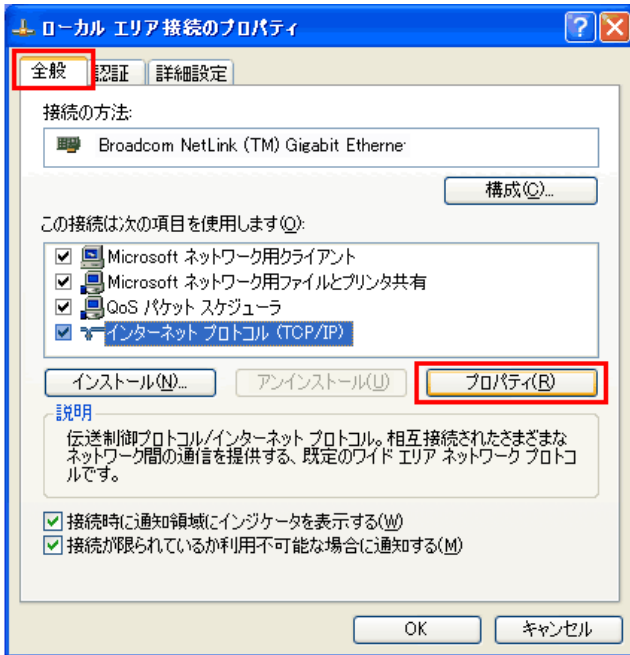 ローカル エリア接続のプロパティ
全般 認証 詳細設定
接続の方法:
Broadcom NetLink (TM) Gigabit Etherne
構成(C)...
この接続は次の項目を使用します(O):
Microsoft ネットワーク用クライアント
Microsoft ネットワーク用ファイルとプリンタ共有
QoS パケット スケジューラ
インターネット プロトコル (TCP/IP)
インストール(N)... アンインストール(U) プロパティ(R)
説明
伝送制御プロトコル/インターネット プロトコル。相互接続されたさまざまな
ネットワーク間の通信を提供する、既定のワイド エリア ネットワーク プロトコ
ルです。
接続時に通知領域にインジケータを表示する(W)
接続が限られているか利用不可能な場合に通知する(M)
OK キャンセル